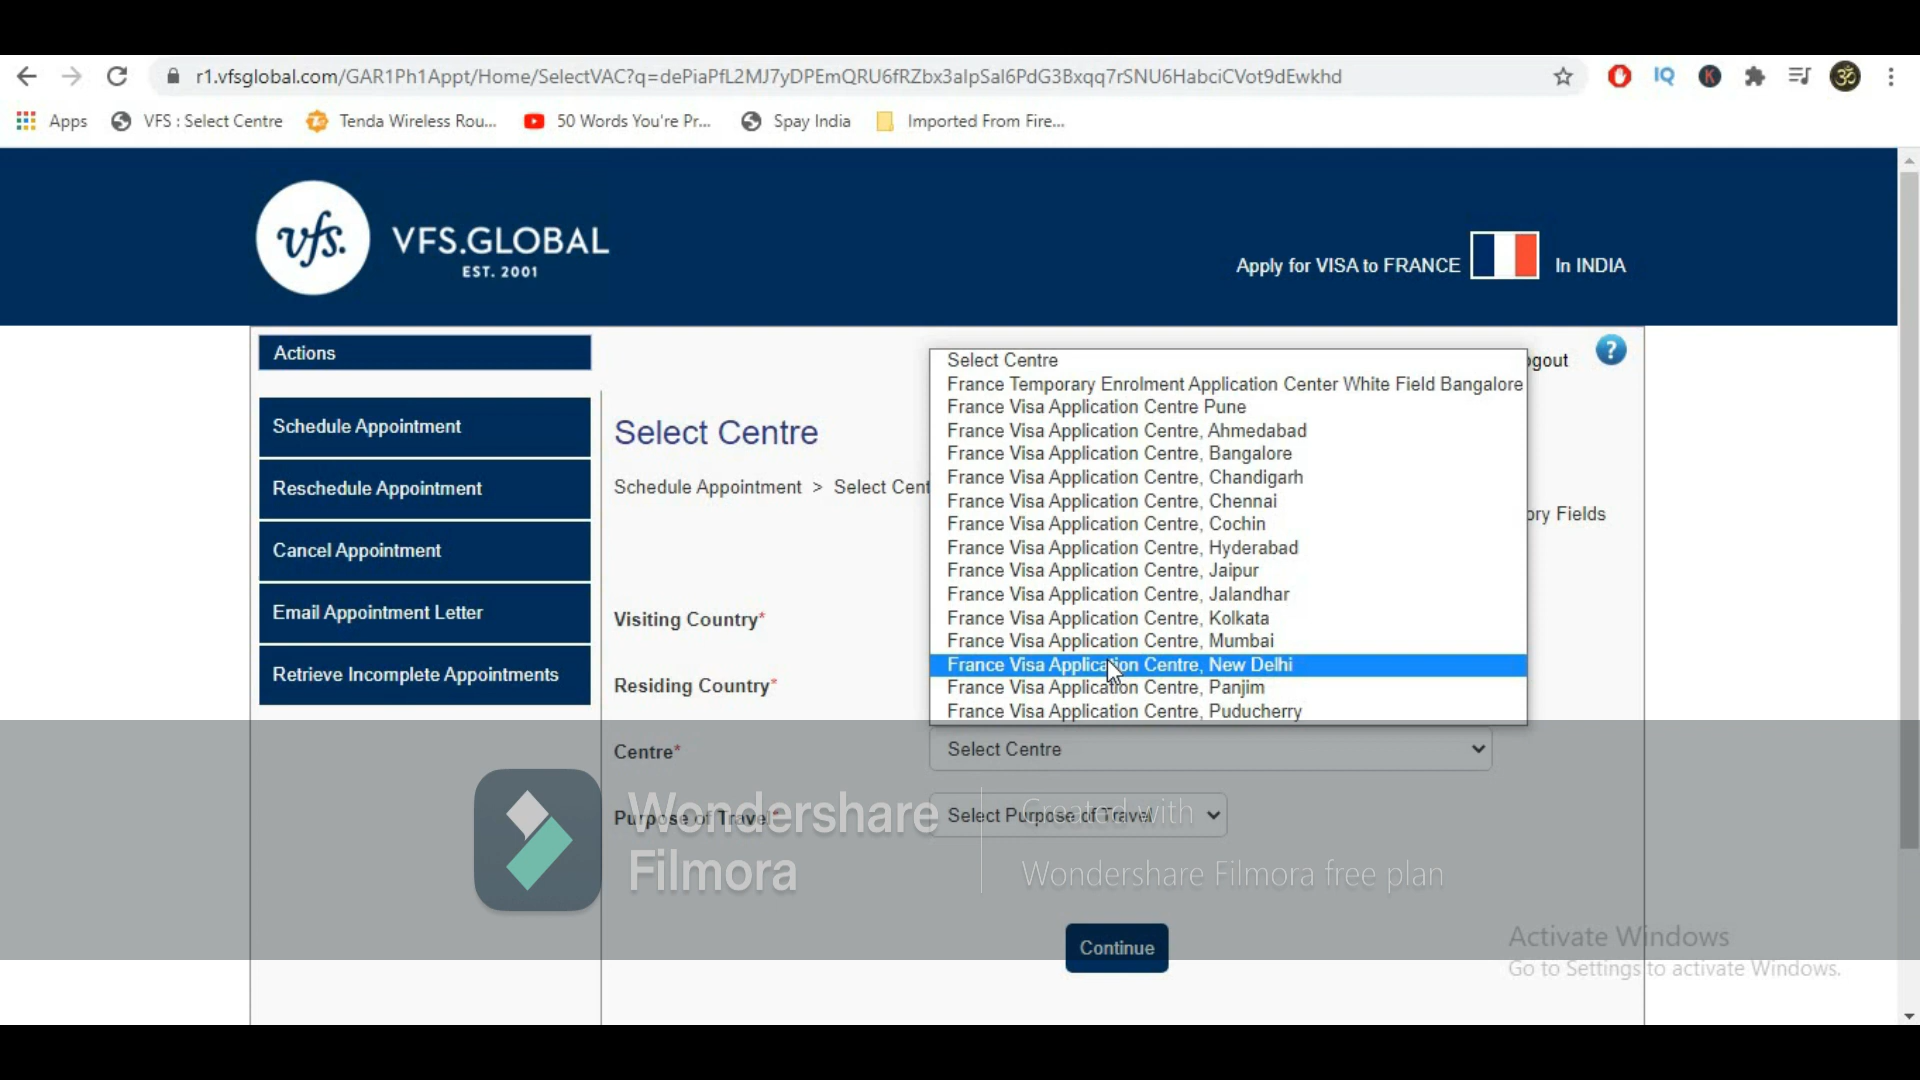 r1.vfsglobal.com/GAR1Ph1Appt/Home/SelectVAC?q=dePiaPfL2MJ7yDPEmQRU6fRZbx3alpSal6PdG3Bxqq7rSNU6HabciCVot9dEwkhd
IQ
K
Apps
VFS : Select Centre
Tenda Wireless Rou...
50 Words You're Pr...
Spay India
Imported From Fire...
vfs.
VFS.GLOBAL
EST. 2001
Apply for VISA to FRANCE
In INDIA
Actions
ogout
?
Schedule Appointment
Reschedule Appointment
Cancel Appointment
Email Appointment Letter
Retrieve Incomplete Appointments
Select Centre
Schedule Appointment > Select Cent
ory Fields
Visiting Country*
Residing Country*
Select Centre
France Temporary Enrolment Application Center White Field Bangalore
France Visa Application Centre Pune
France Visa Application Centre, Ahmedabad
France Visa Application Centre, Bangalore
France Visa Application Centre, Chandigarh
France Visa Application Centre, Chennai
France Visa Application Centre, Cochin
France Visa Application Centre, Hyderabad
France Visa Application Centre, Jaipur
France Visa Application Centre, Jalandhar
France Visa Application Centre, Kolkata
France Visa Application Centre, Mumbai
France Visa Application Centre, New Delhi
France Visa Application Centre, Panjim
France Visa Application Centre, Puducherry
Centre*
Select Centre
Purpose of Travel*
Select Purpose of Travel
Wondershare
Filmora
Created with
Wondershare Filmora free plan
Continue
Activate Windows
Go to Settings to activate Windows.